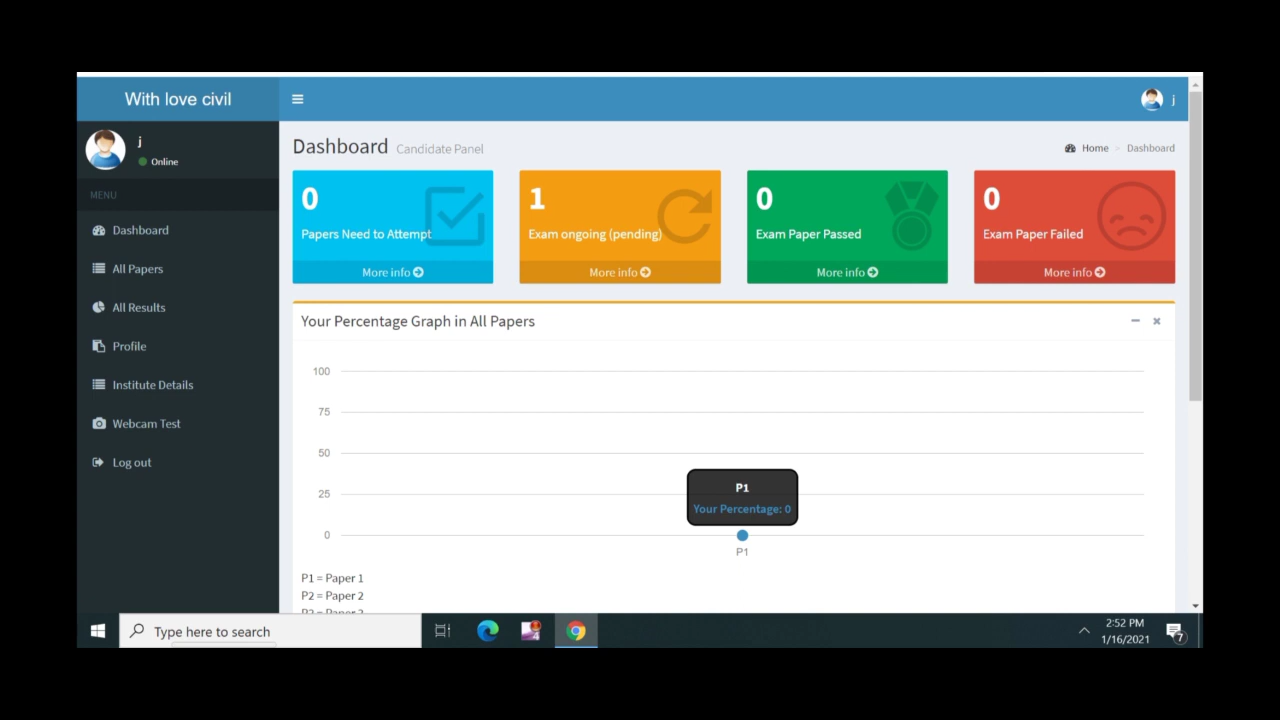 With love civil
j
j
Online
MENU
Dashboard
All Papers
All Results
Profile
Institute Details
Webcam Test
Log out
Dashboard Candidate Panel
Home > Dashboard
0
Papers Need to Attempt
More info
1
Exam ongoing (pending)
More info
0
Exam Paper Passed
More info
0
Exam Paper Failed
More info
Your Percentage Graph in All Papers
100
75
50
25
0
P1
Your Percentage: 0
P1
P1 = Paper 1
P2 = Paper 2
Type here to search
2:52 PM
1/16/2021
7